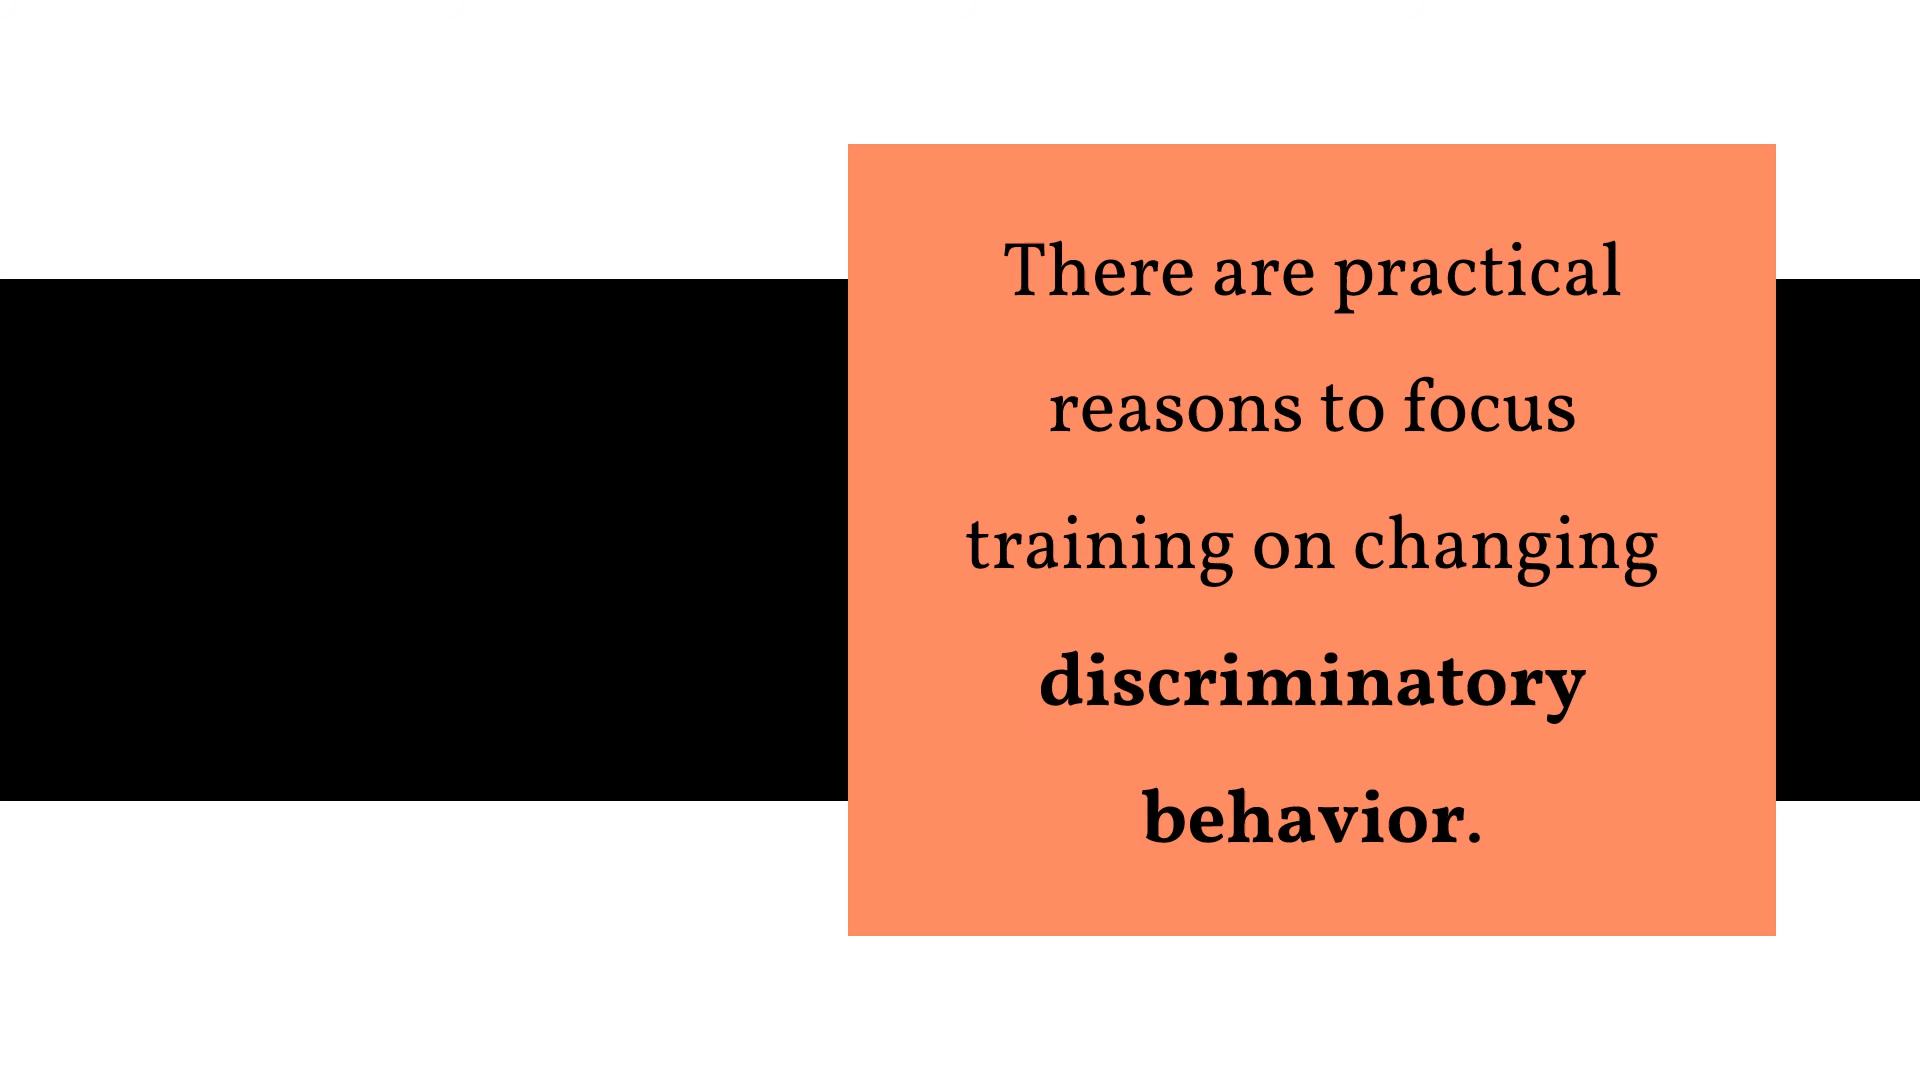 There are practical
reasons to focus
training on changing
discriminatory
behavior.